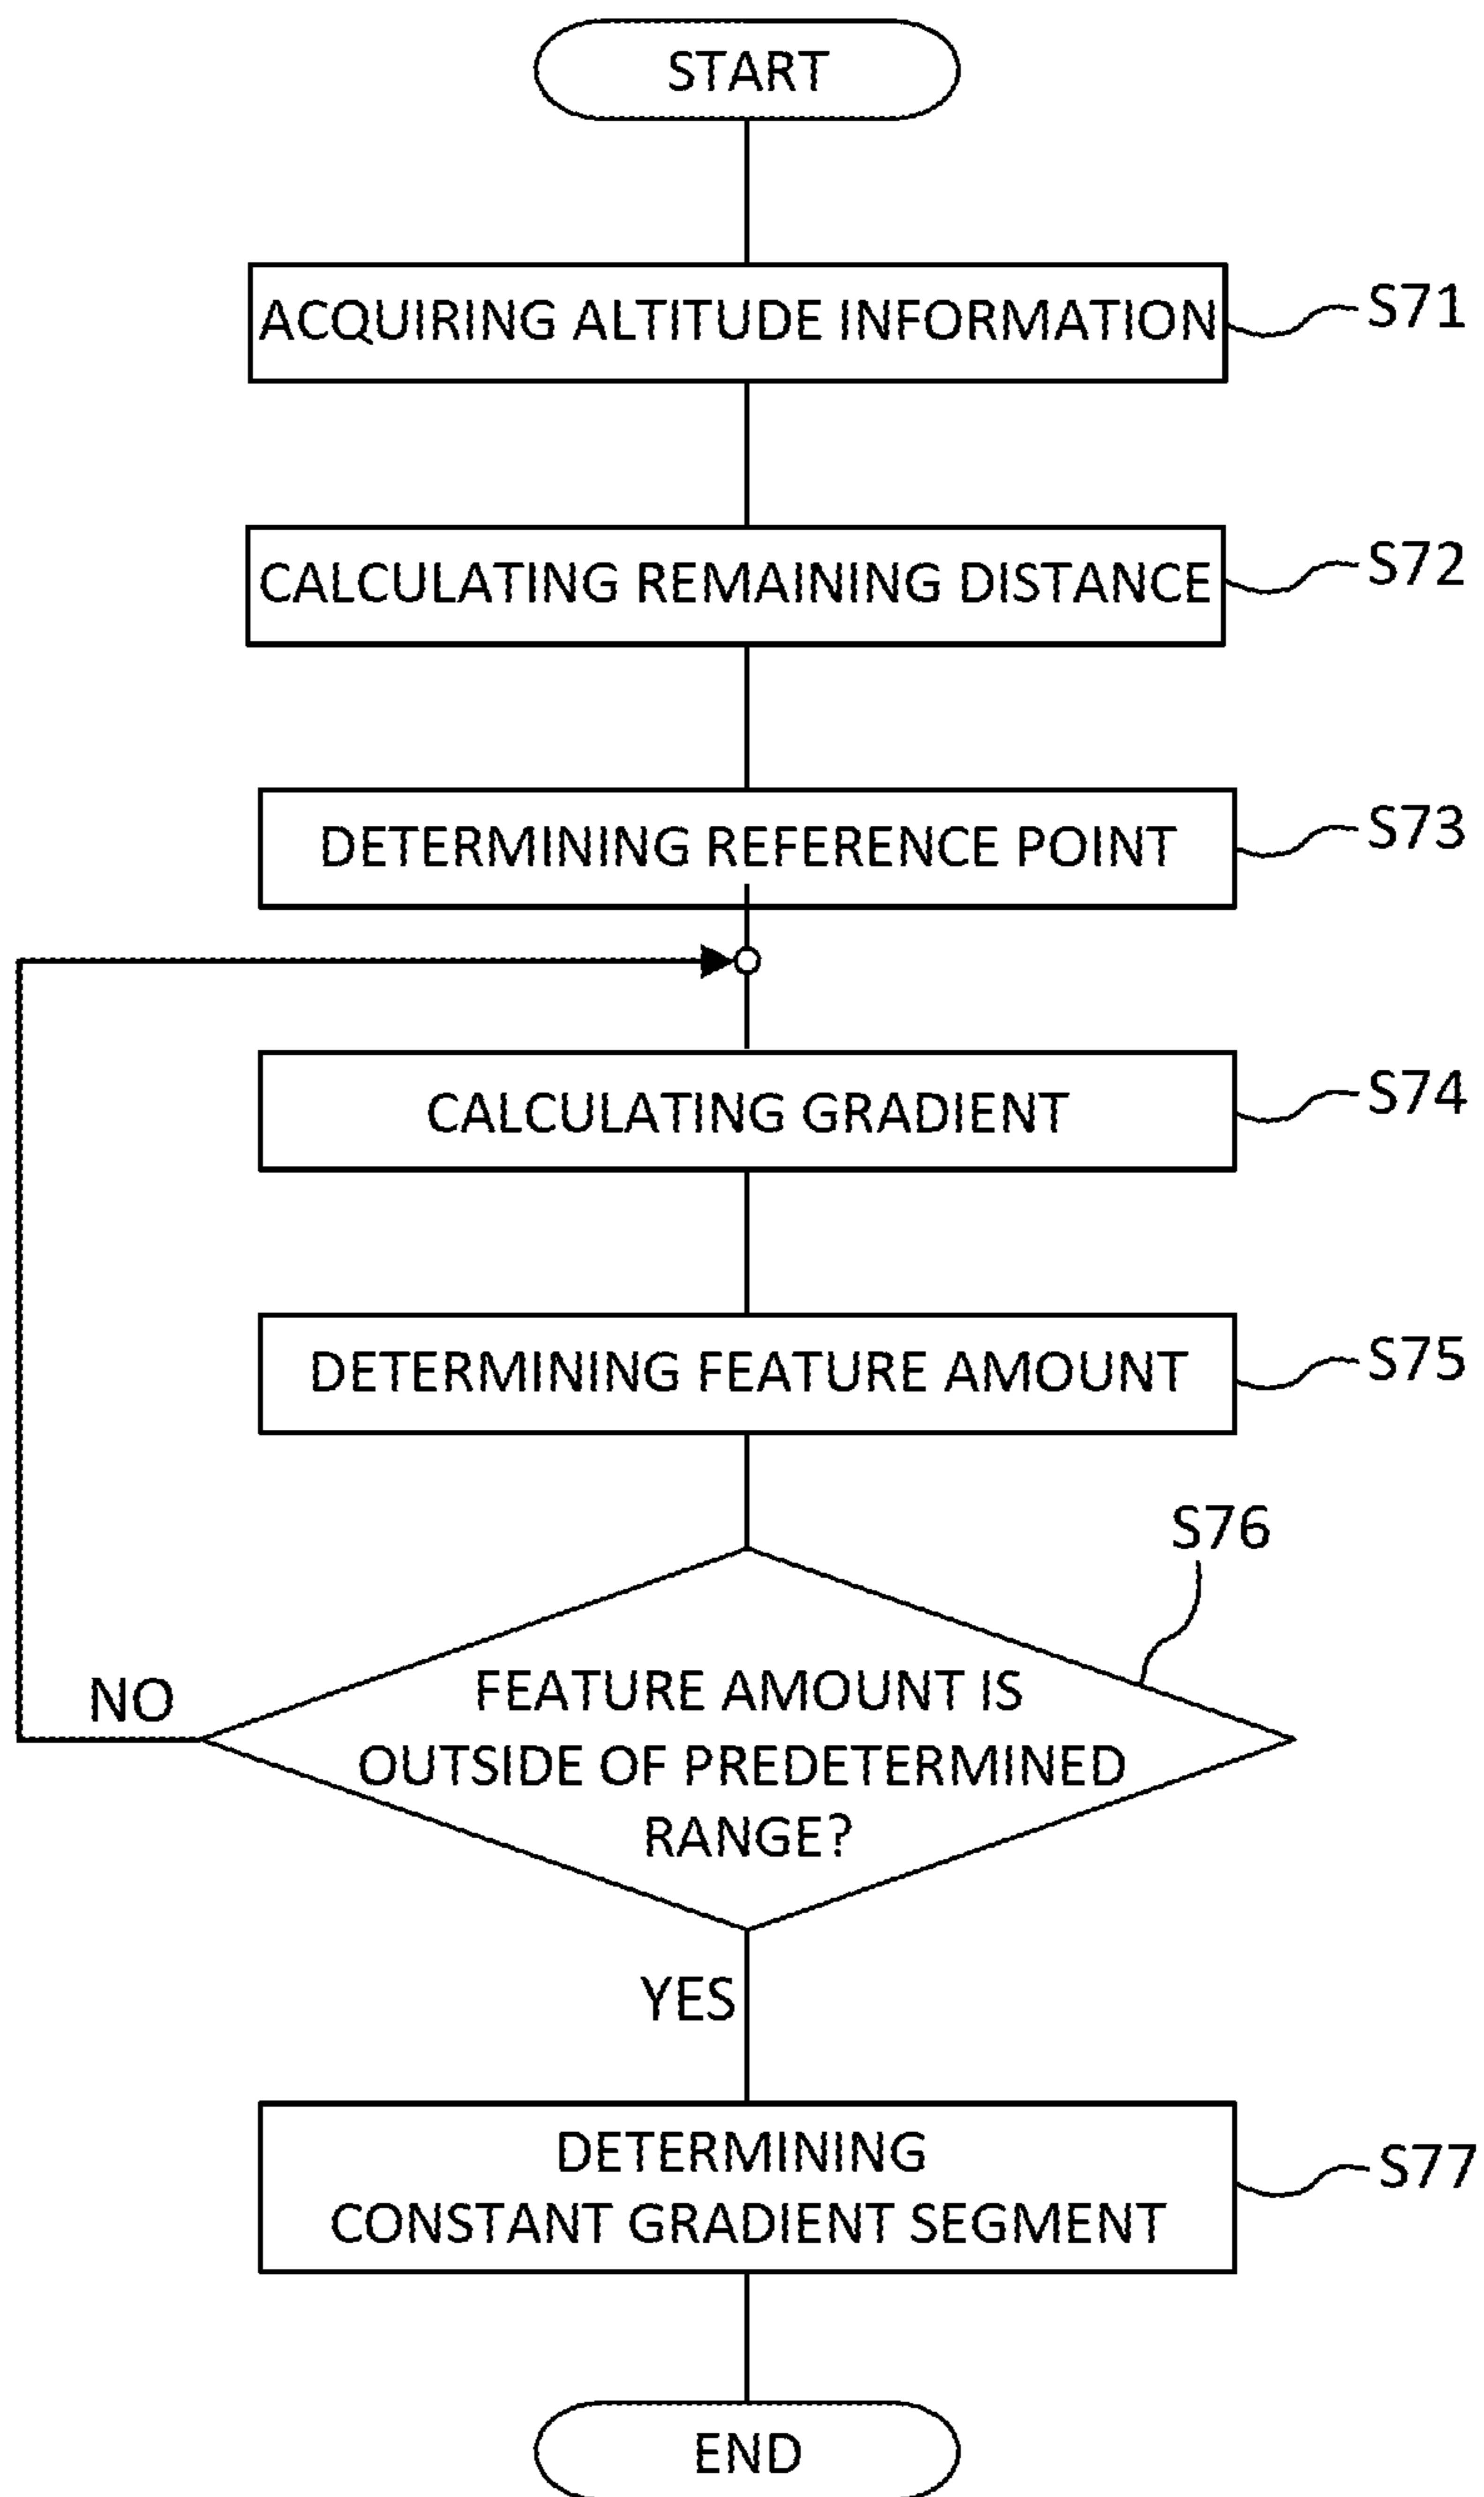 START
ACQUIRING ALTITUDE INFORMATION
S71
CALCULATING REMAINING DISTANCE
S72
DETERMINING REFERENCE POINT
S73
CALCULATING GRADIENT
S74
DETERMINING FEATURE AMOUNT
S75
S76
FEATURE AMOUNT IS
OUTSIDE OF PREDETERMINED
RANGE?
NO
YES
DETERMINING
CONSTANT GRADIENT SEGMENT
S77
END